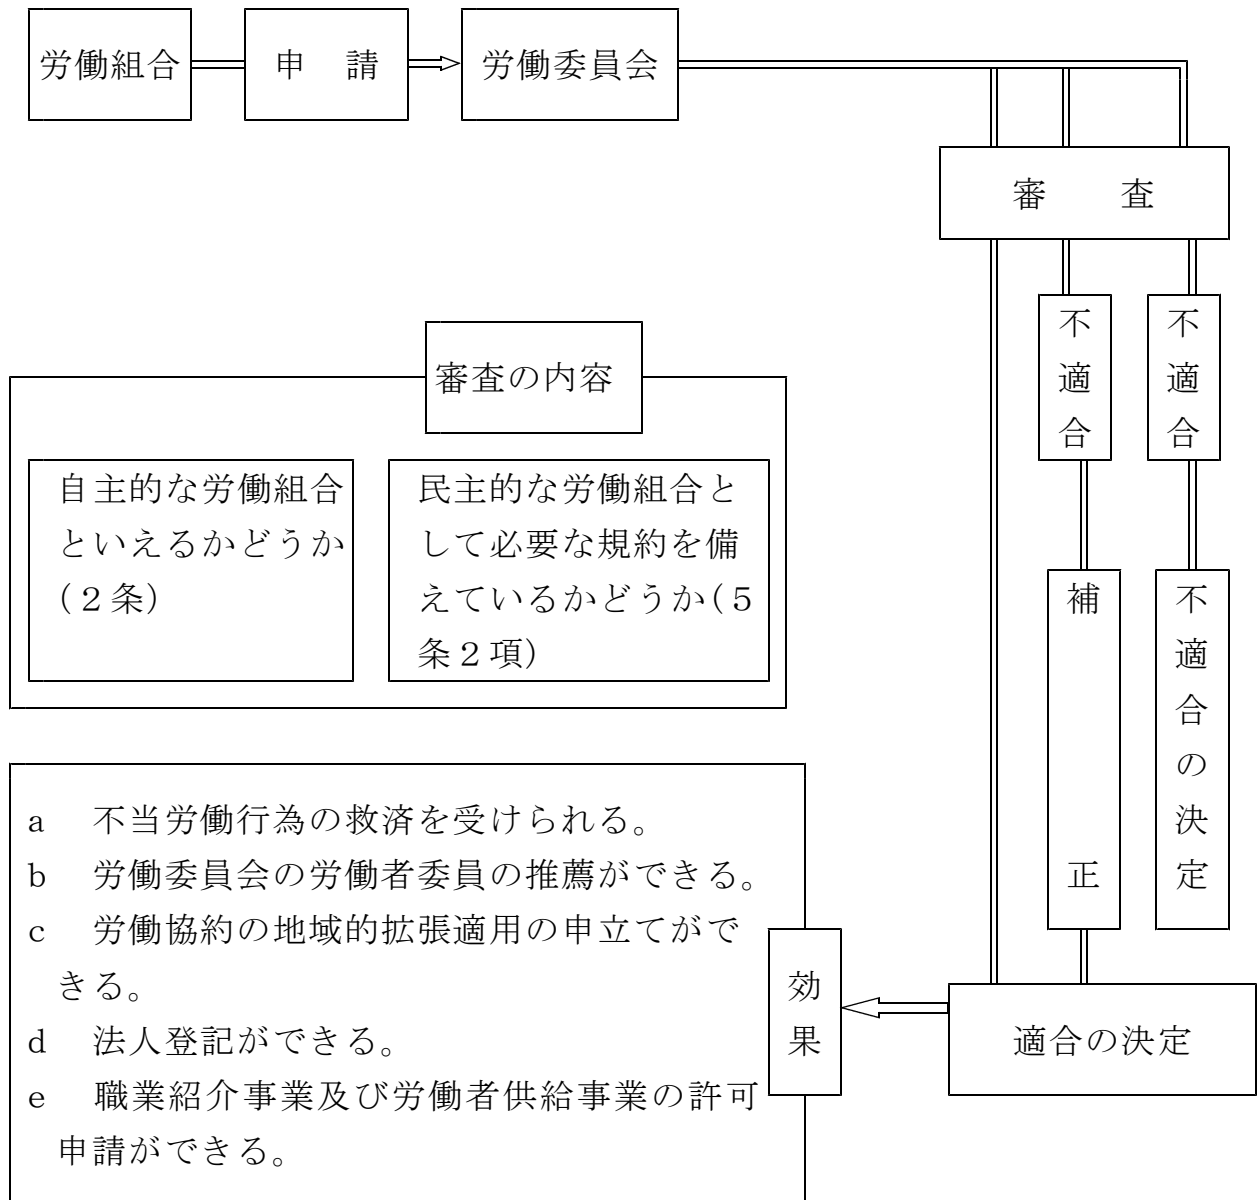 労働組合
申　請
労働委員会
審　査
不適合
不適合
審査の内容
自主的な労働組合
といえるかどうか
(２条)
民主的な労働組合と
して必要な規約を備
えているかどうか(５
条２項)
補正
不適合の決定
a　不当労働行為の救済を受けられる。
b　労働委員会の労働者委員の推薦ができる。
c　労働協約の地域的拡張適用の申立てがで
きる。
d　法人登記ができる。
e　職業紹介事業及び労働者供給事業の許可
申請ができる。
効果
適合の決定